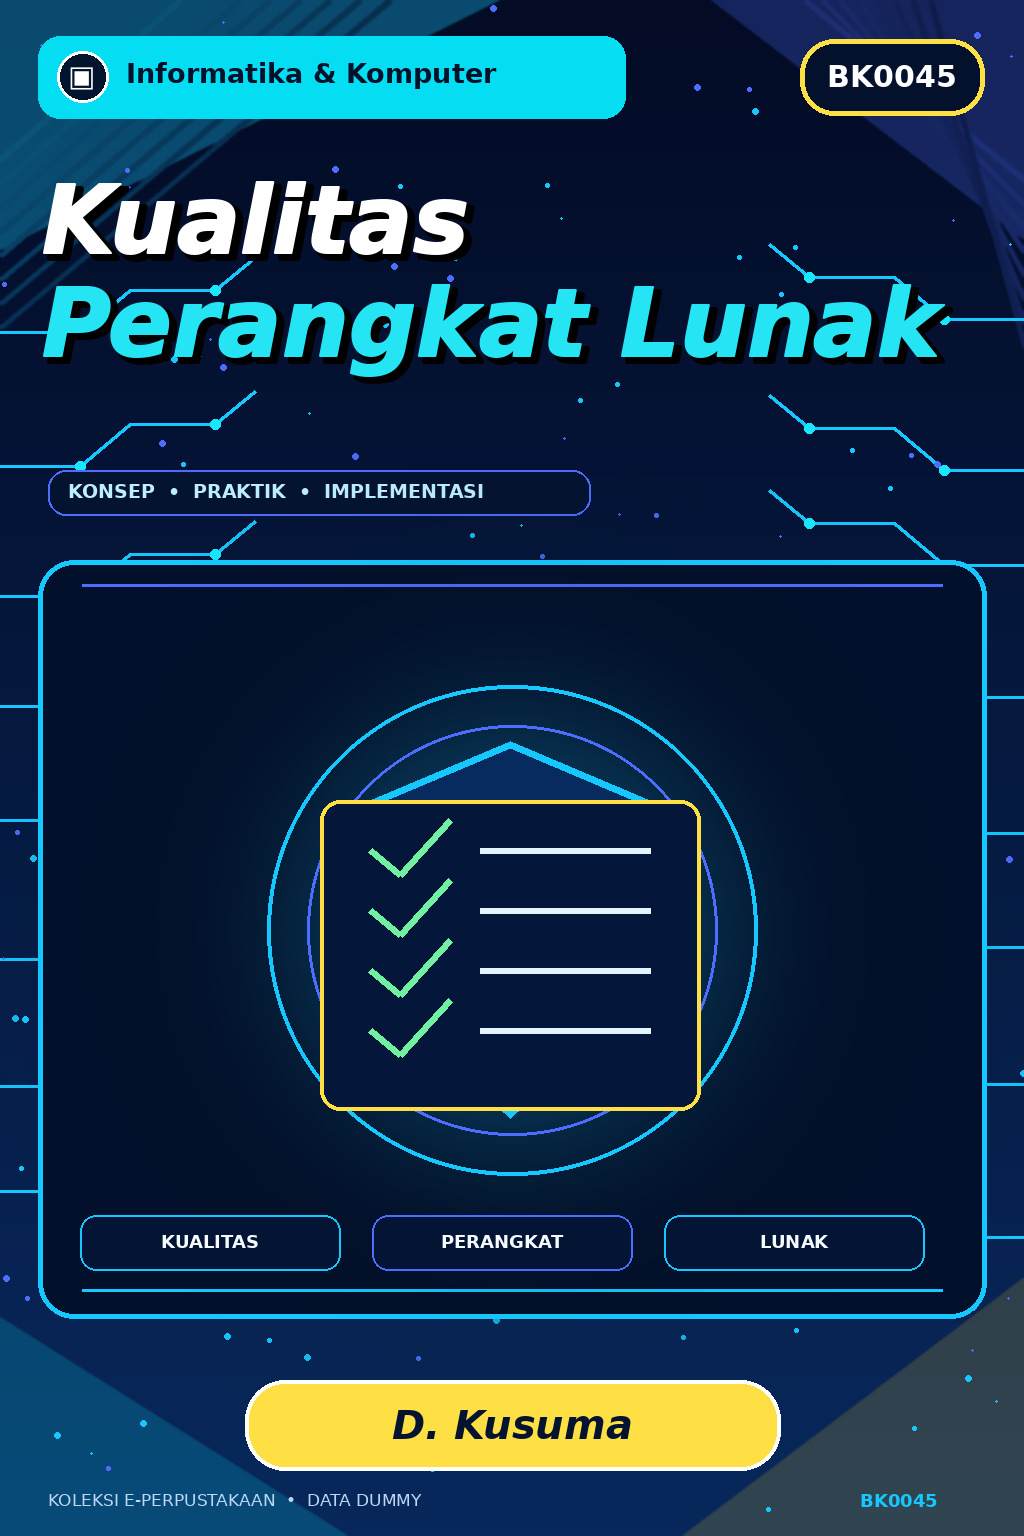 Informatika & Komputer
BK0045
Kualitas
Perangkat Lunak
KONSEP • PRAKTIK • IMPLEMENTASI
KUALITAS
PERANGKAT
LUNAK
D. Kusuma
KOLEKSI E-PERPUSTAKAAN • DATA DUMMY
BK0045